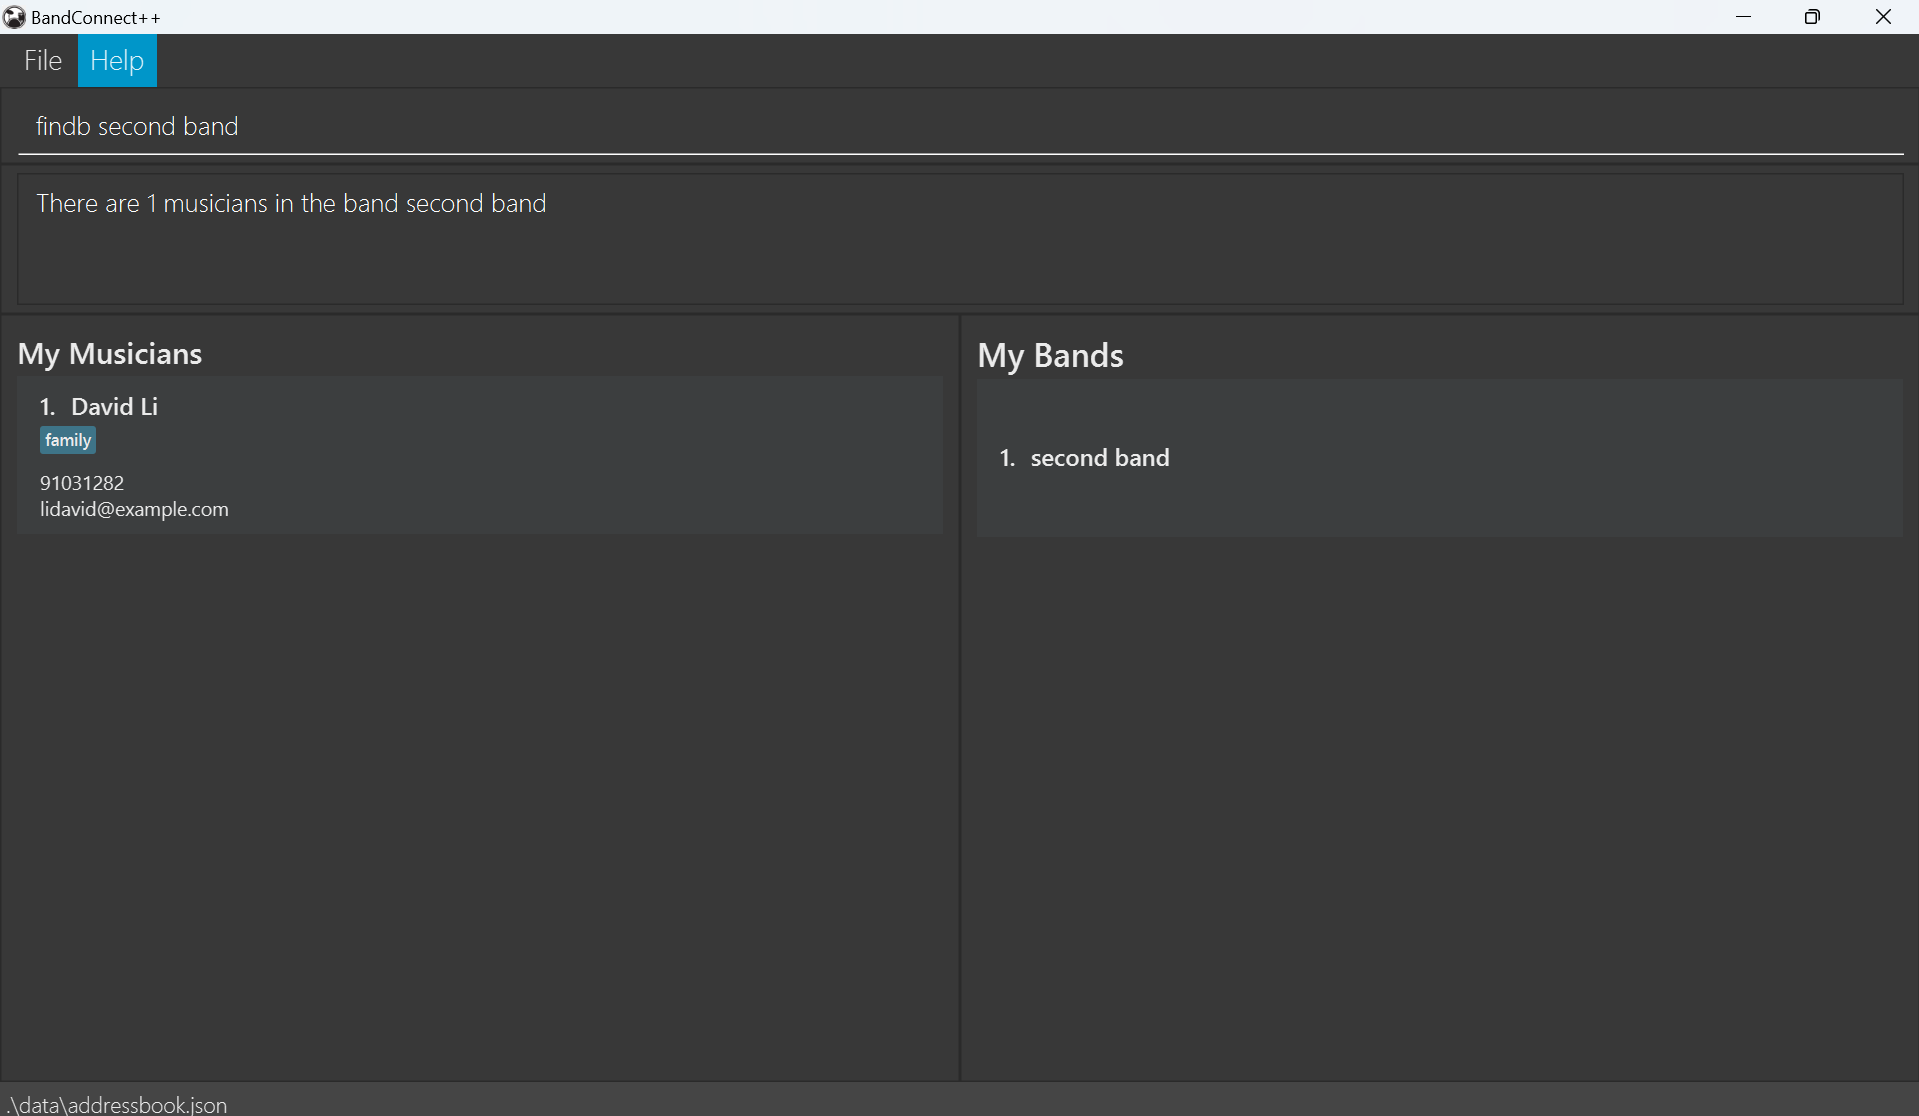 BandConnect++
File Help
findb second band
There are 1 musicians in the band second band
My Musicians
1. David Li
family
91031282
lidavid@example.com
My Bands
1. second band
.\data\addressbook.json